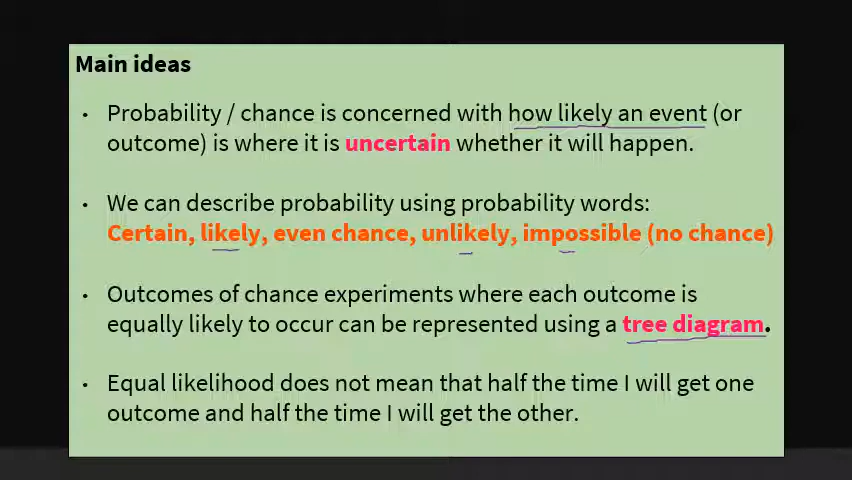 Main ideas
• Probability / chance is concerned with how likely an event (or
outcome) is where it is uncertain whether it will happen.
• We can describe probability using probability words:
Certain, likely, even chance, unlikely, impossible (no chance)
• Outcomes of chance experiments where each outcome is
equally likely to occur can be represented using a tree diagram.
• Equal likelihood does not mean that half the time I will get one
outcome and half the time I will get the other.